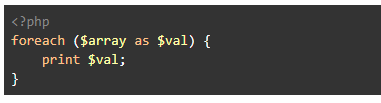 <?php
foreach ($array as $val) {
    print $val;
}